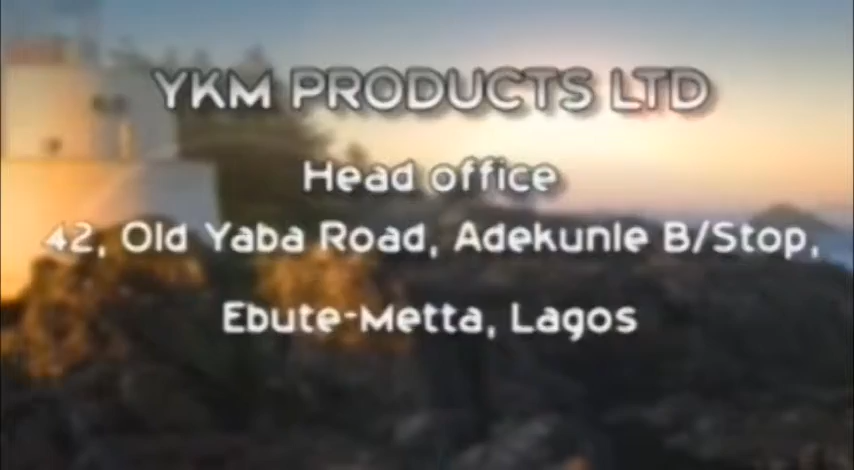 YKM PRODUCTS LTD
Head office
42, Old Yaba Road, Adekunle B/Stop,
Ebute-Metta, Lagos